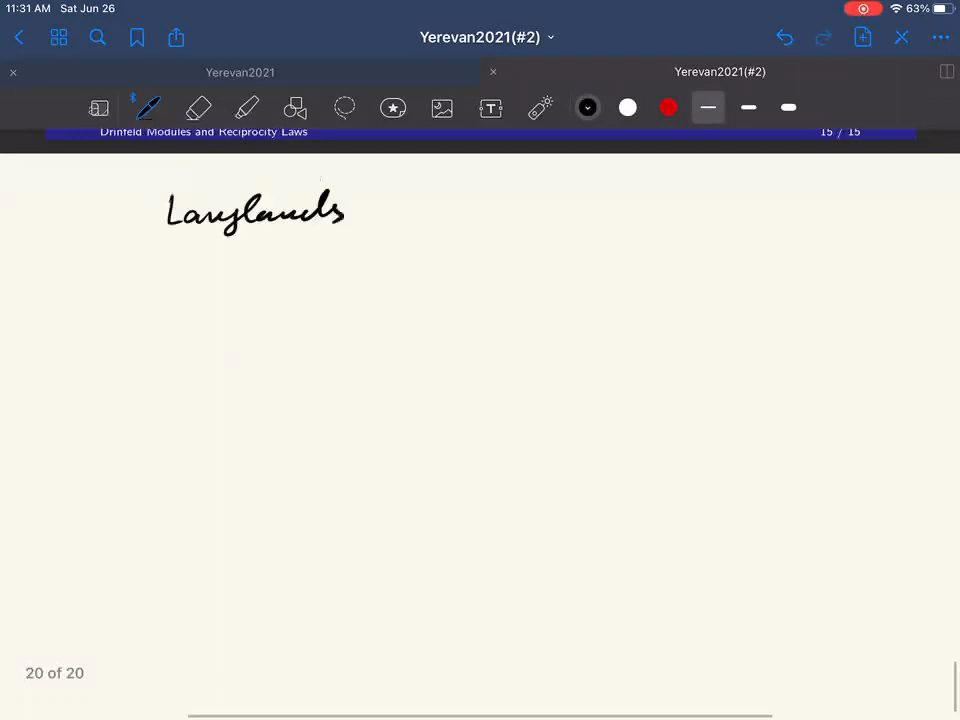 11:31 AM Sat Jun 26 63%
Yerevan2021(#2)
Yerevan2021 Yerevan2021(#2)
T
Drinfeld Modules and Reciprocity Laws 15 / 15
Langlands
20 of 20